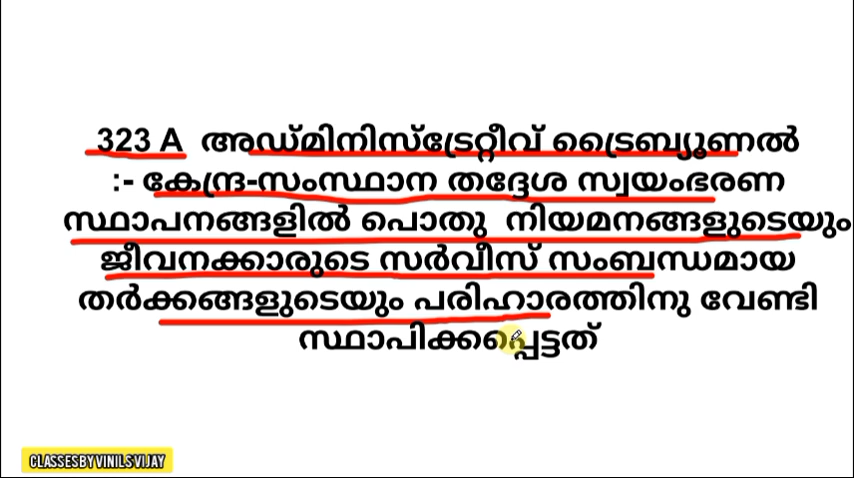 323 A അഡ്മിനിസ്ട്രേറ്റീവ് ട്രൈബ്യൂണൽ
:- കേന്ദ്ര-സംസ്ഥാന തദ്ദേശ സ്വയംഭരണ
സ്ഥാപനങ്ങളിൽ പൊതു നിയമനങ്ങളുടെയും
ജീവനക്കാരുടെ സർവീസ് സംബന്ധമായ
തർക്കങ്ങളുടെയും പരിഹാരത്തിനു വേണ്ടി
സ്ഥാപിക്കപ്പെട്ടത്
CLASSESBYVINILSVIJAY